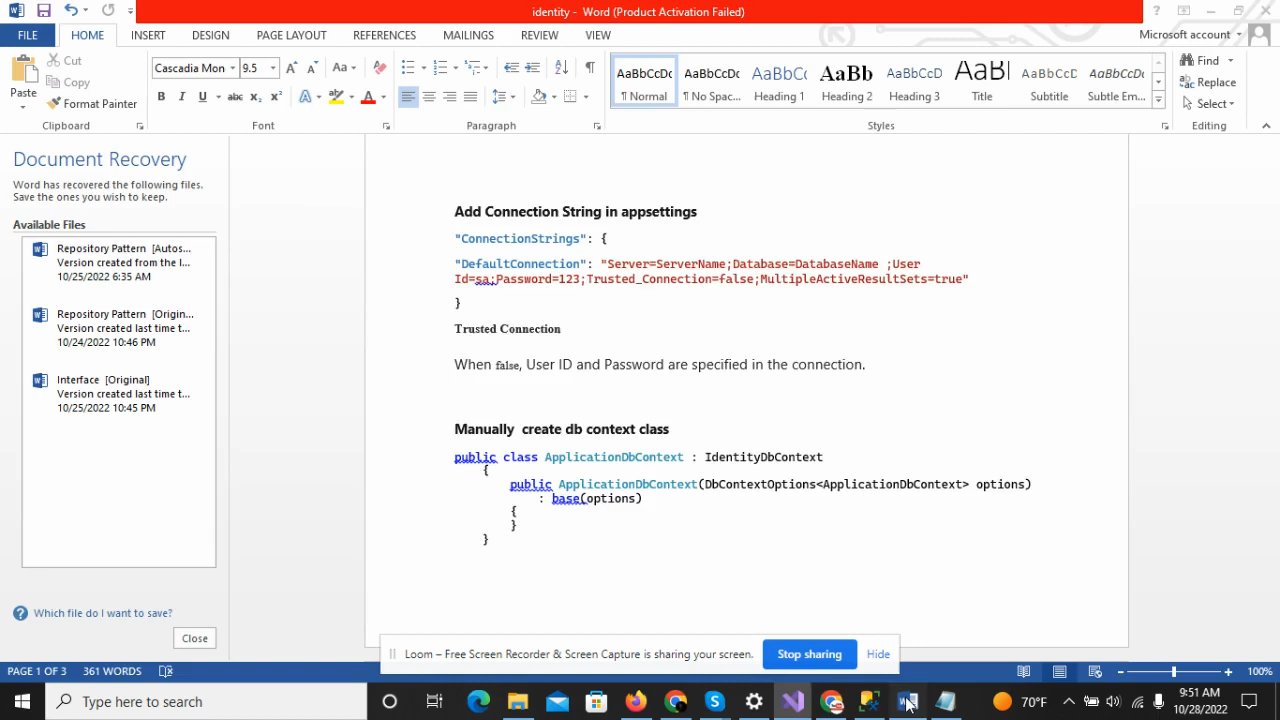 identity - Word (Product Activation Failed)
FILE HOME INSERT DESIGN PAGE LAYOUT REFERENCES MAILINGS REVIEW VIEW Microsoft account
Paste
Cut
Copy
Format Painter
Clipboard
Cascadia Mon 9.5
Font
Paragraph
AaBbCcDc AaBbCcDc AaBbC AaBb AaBbCcD AaBl AaBbCcD AaBbCcD
¶ Normal ¶ No Spac... Heading 1 Heading 2 Heading 3 Title Subtitle Subtle Em...
Styles
Find
Replace
Select
Editing
Document Recovery
Word has recovered the following files.
Save the ones you wish to keep.
Available Files
Repository Pattern [Autos...
Version created from the l...
10/25/2022 6:35 AM
Repository Pattern [Origin...
Version created last time t...
10/24/2022 10:46 PM
Interface [Original]
Version created last time t...
10/25/2022 10:45 PM
Which file do I want to save?
Close
Add Connection String in appsettings
"ConnectionStrings": {
"DefaultConnection": "Server=ServerName;Database=DatabaseName ;User
Id=sa;Password=123;Trusted_Connection=false;MultipleActiveResultSets=true"
}
Trusted Connection
When false, User ID and Password are specified in the connection.
Manually create db context class
public class ApplicationDbContext : IdentityDbContext
{
public ApplicationDbContext(DbContextOptions<ApplicationDbContext> options)
: base(options)
{
}
}
Loom – Free Screen Recorder & Screen Capture is sharing your screen. Stop sharing Hide
PAGE 1 OF 3 361 WORDS 100%
Type here to search
70°F
9:51 AM
10/28/2022